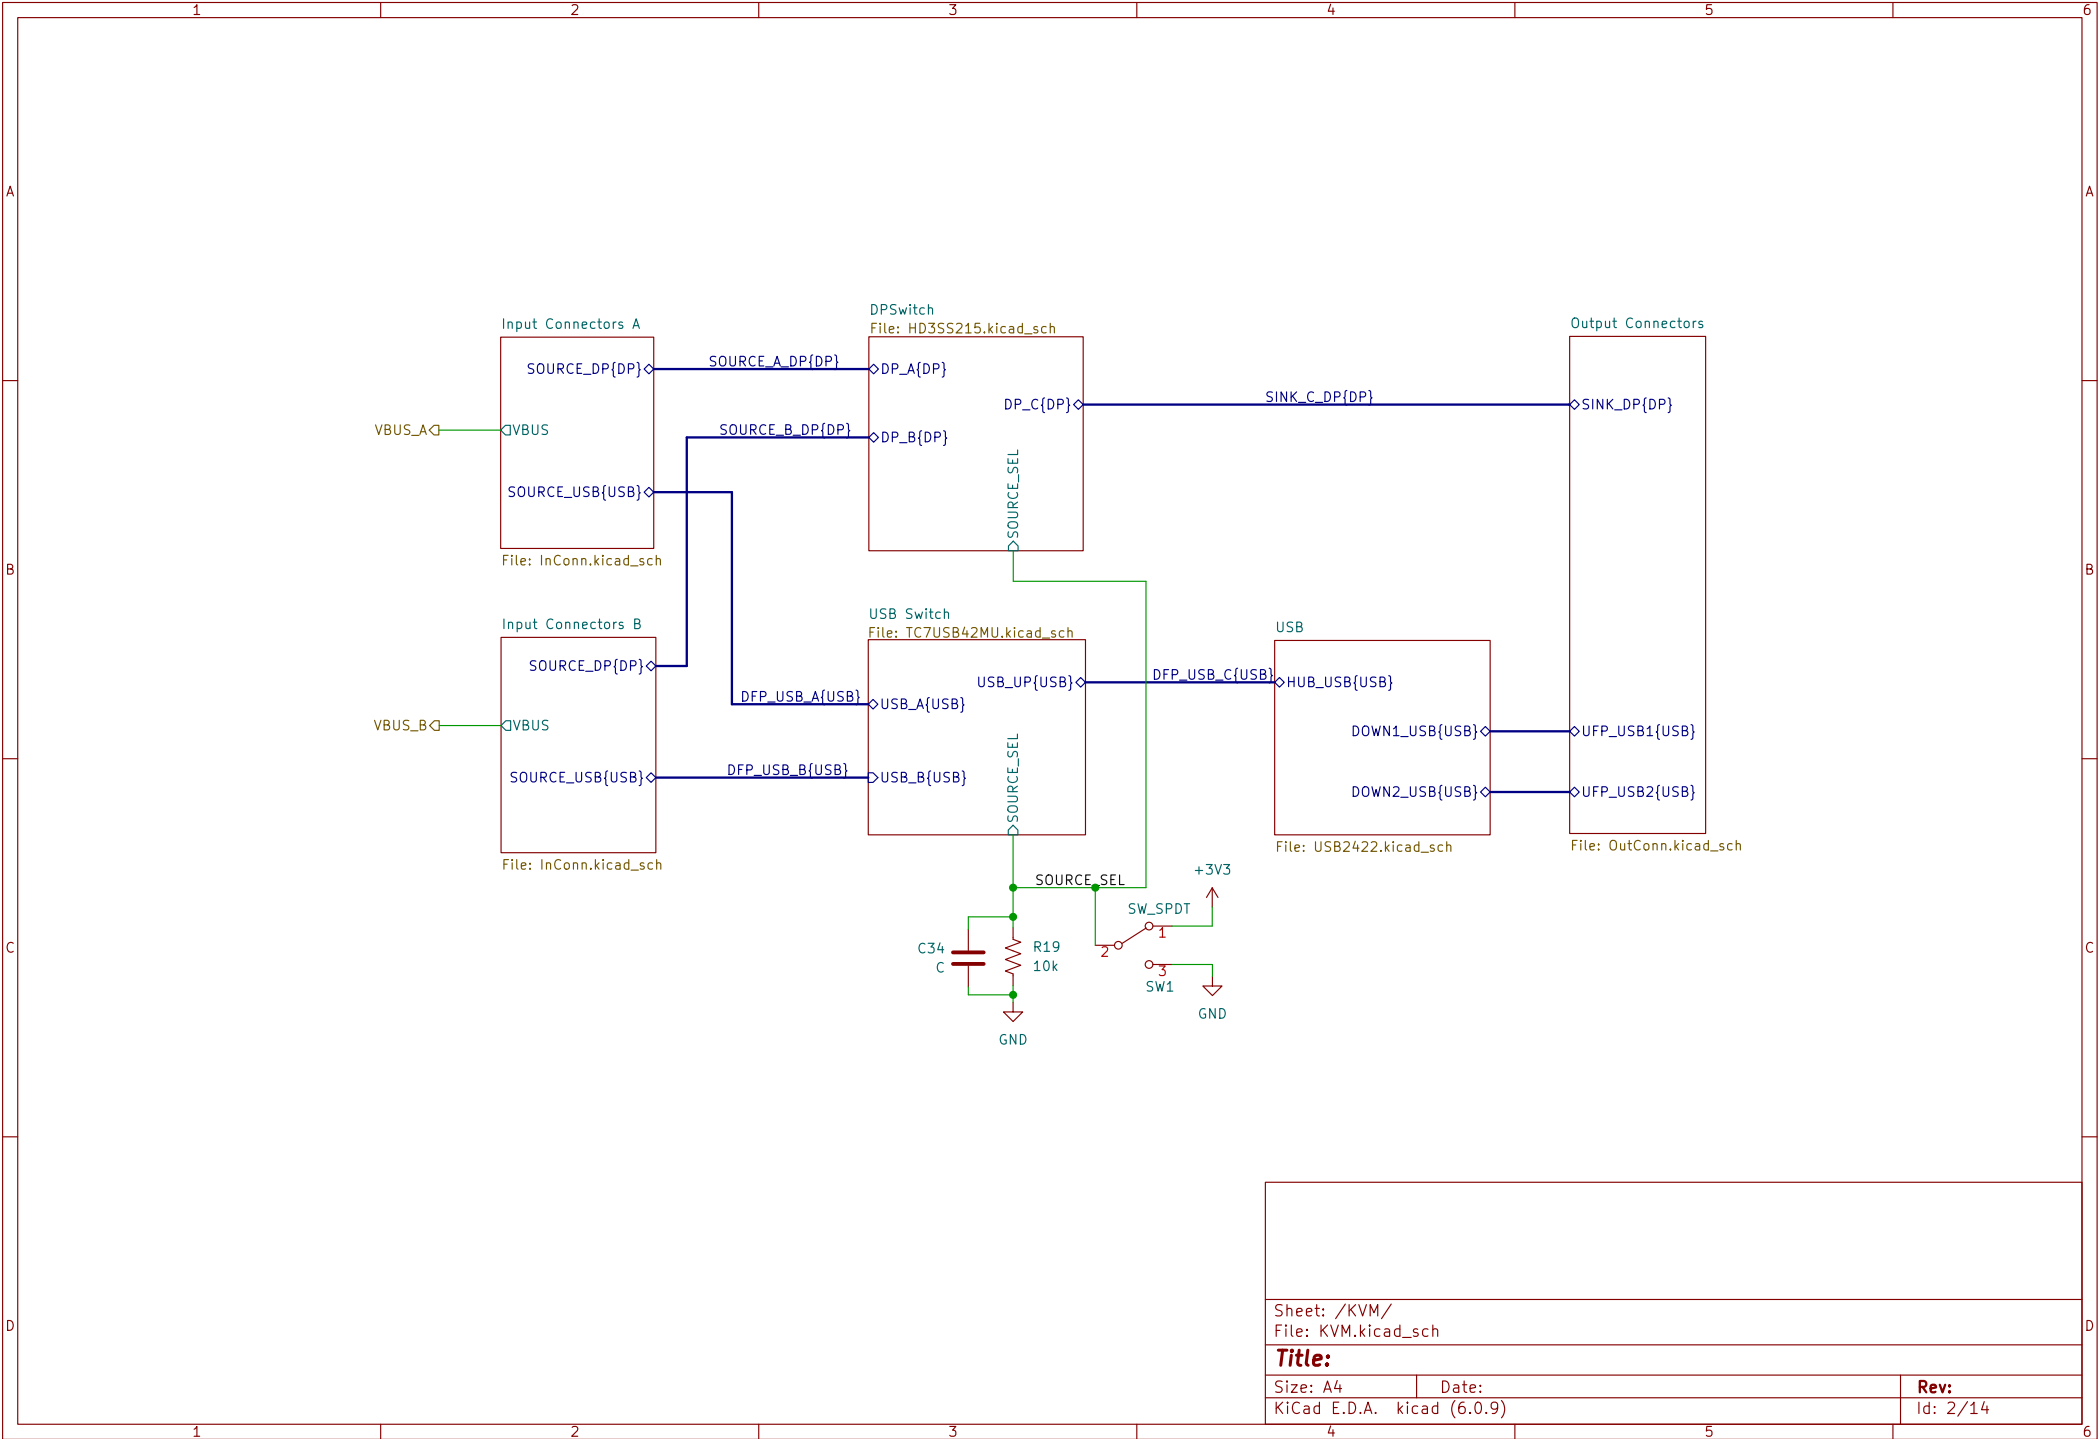 1 2 3 4 5 6
A A
B B
C C
D D
Input Connectors A
SOURCE_DP{DP}
VBUS_A
VBUS
SOURCE_USB{USB}
File: InConn.kicad_sch
Input Connectors B
SOURCE_DP{DP}
VBUS_B
VBUS
SOURCE_USB{USB}
File: InConn.kicad_sch
SOURCE_A_DP{DP}
SOURCE_B_DP{DP}
DFP_USB_A{USB}
DFP_USB_B{USB}
DPSwitch
File: HD3SS215.kicad_sch
DP_A{DP}
DP_C{DP}
DP_B{DP}
SOURCE_SEL
USB Switch
File: TC7USB42MU.kicad_sch
USB_UP{USB}
USB_A{USB}
USB_B{USB}
SOURCE_SEL
SINK_C_DP{DP}
DFP_USB_C{USB}
USB
HUB_USB{USB}
DOWN1_USB{USB}
DOWN2_USB{USB}
File: USB2422.kicad_sch
Output Connectors
SINK_DP{DP}
UFP_USB1{USB}
UFP_USB2{USB}
File: OutConn.kicad_sch
SOURCE_SEL
+3V3
SW_SPDT
1
2
3
SW1
GND
C34
C
R19
10k
GND
Sheet: /KVM/
File: KVM.kicad_sch
Title:
Size: A4 Date: Rev:
KiCad E.D.A. kicad (6.0.9) Id: 2/14
1 2 3 4 5 6